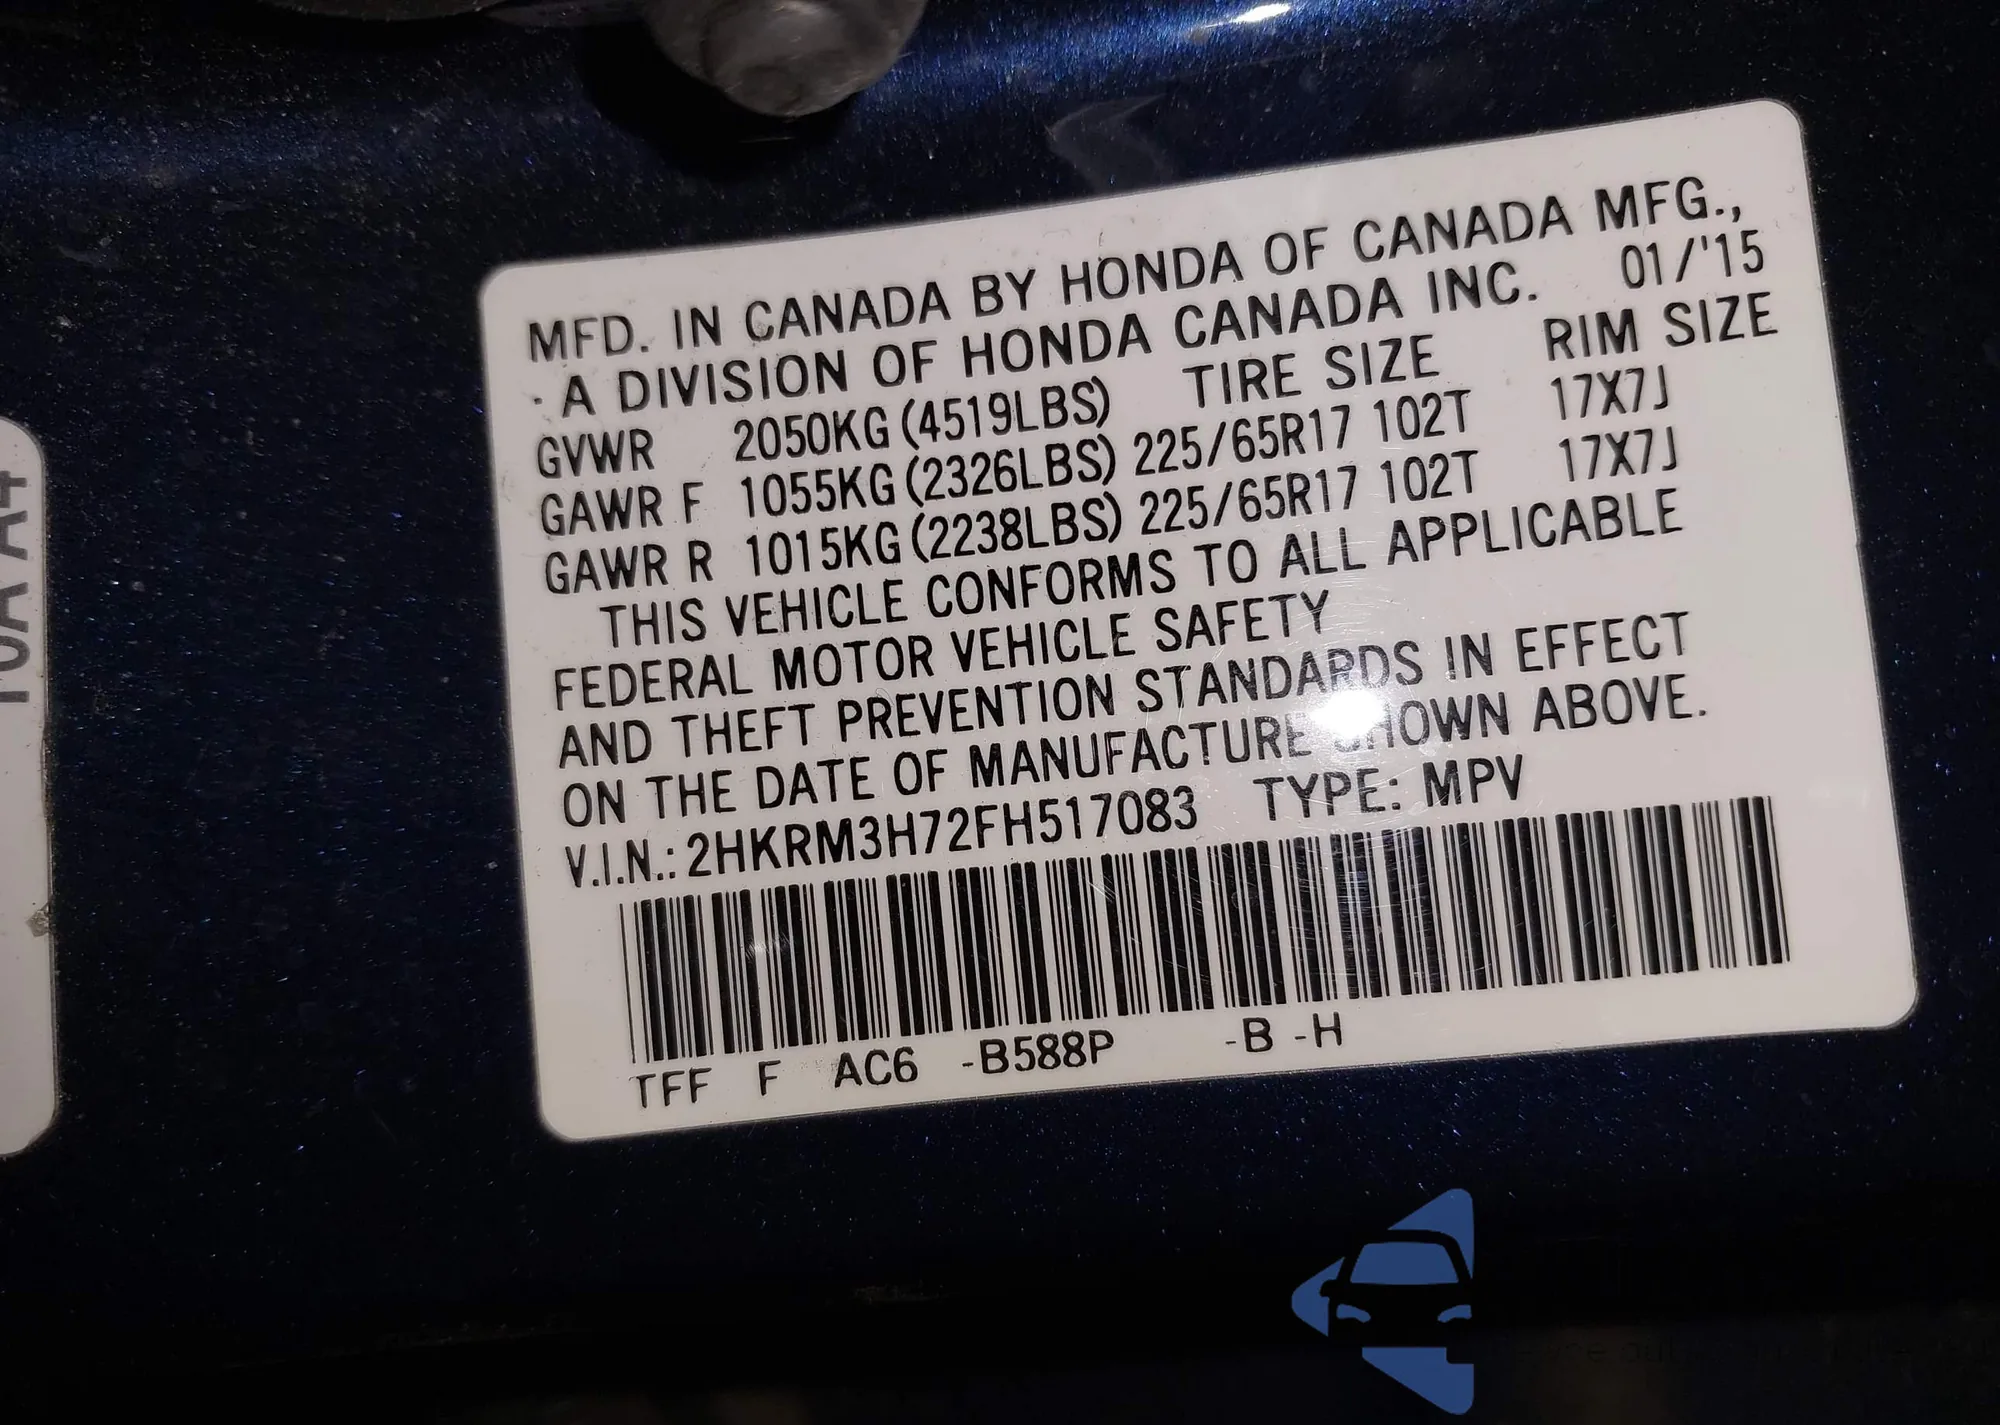 MFD. IN CANADA BY HONDA OF CANADA MFG.,
A DIVISION OF HONDA CANADA INC. 01/'15
GVWR 2050KG (4519LBS) TIRE SIZE RIM SIZE
GAWR F 1055KG (2326LBS) 225/65R17 102T 17X7J
GAWR R 1015KG (2238LBS) 225/65R17 102T 17X7J
THIS VEHICLE CONFORMS TO ALL APPLICABLE
FEDERAL MOTOR VEHICLE SAFETY
AND THEFT PREVENTION STANDARDS IN EFFECT
ON THE DATE OF MANUFACTURE SHOWN ABOVE.
V.I.N.: 2HKRM3H72FH517083 TYPE: MPV
TFF F AC6 -B588P -B -H